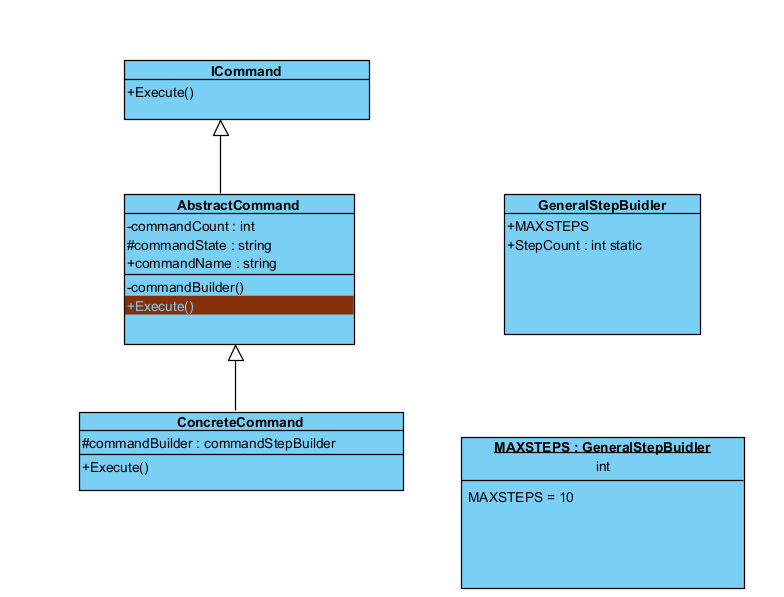 ICommand
+Execute()
AbstractCommand
-commandCount : int
#commandState : string
+commandName : string
-commandBuilder()
+Execute()
ConcreteCommand
#commandBuilder : commandStepBuilder
+Execute()
GeneralStepBuidler
+MAXSTEPS
+StepCount : int static
MAXSTEPS : GeneralStepBuidler
int
MAXSTEPS = 10